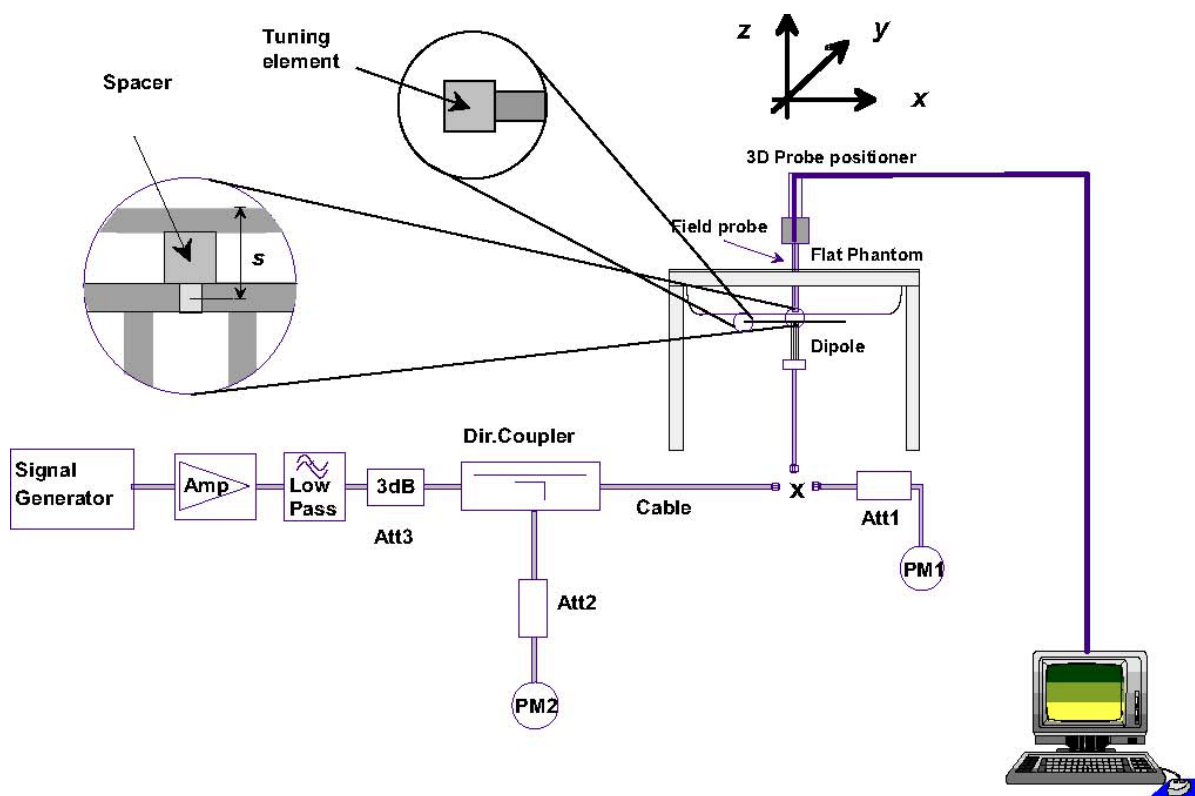 Tuning
element
Spacer
z
y
x
3D Probe positioner
Field probe
Flat Phantom
s
Dipole
Dir.Coupler
Signal
Generator
Amp
Low
Pass
3dB
Att3
Cable
x
Att1
PM1
Att2
PM2